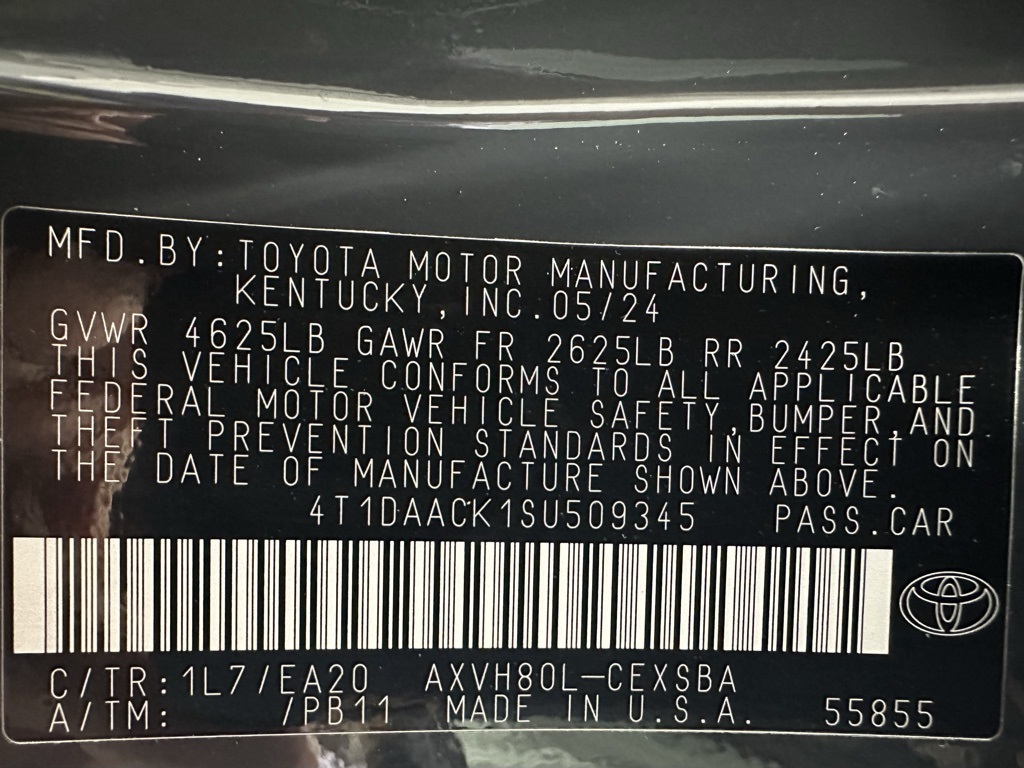 MFD.BY:TOYOTA MOTOR MANUFACTURING,
KENTUCKY,INC.05/24
GVWR 4625LB GAWR FR 2625LB RR 2425LB
THIS VEHICLE CONFORMS TO ALL APPLICABLE
FEDERAL MOTOR VEHICLE SAFETY,BUMPER,AND
THEFT PREVENTION STANDARDS IN EFFECT ON
THE DATE OF MANUFACTURE SHOWN ABOVE.
4T1DAACK1SU509345 PASS.CAR
C/TR:1L7/EA20 AXVH80L-CEXSBA
A/TM: /PB11 MADE IN U.S.A. 55855